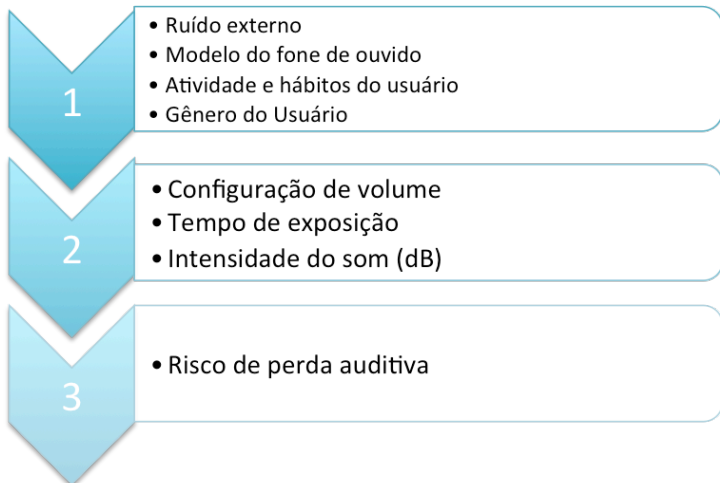 1
• Ruído externo
• Modelo do fone de ouvido
• Atividade e hábitos do usuário
• Gênero do Usuário
2
• Configuração de volume
• Tempo de exposição
• Intensidade do som (dB)
3
• Risco de perda auditiva